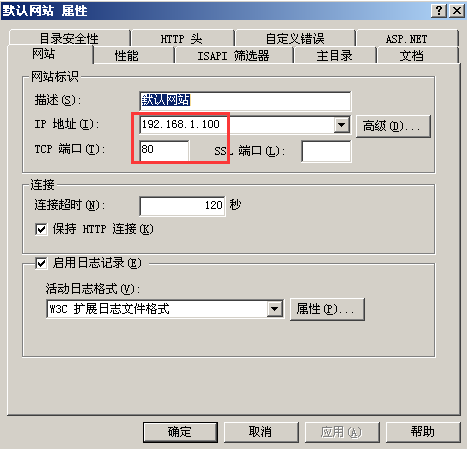 默认网站 属性
目录安全性 HTTP 头 自定义错误 ASP.NET
网站 性能 ISAPI 筛选器 主目录 文档
网站标识
描述(S): 默认网站
IP 地址(I): 192.168.1.100 高级(D)...
TCP 端口(T): 80 SSL 端口(L):
连接
连接超时(N): 120 秒
保持 HTTP 连接(K)
启用日志记录(E)
活动日志格式(V):
W3C 扩展日志文件格式 属性(P)...
确定 取消 应用(A) 帮助